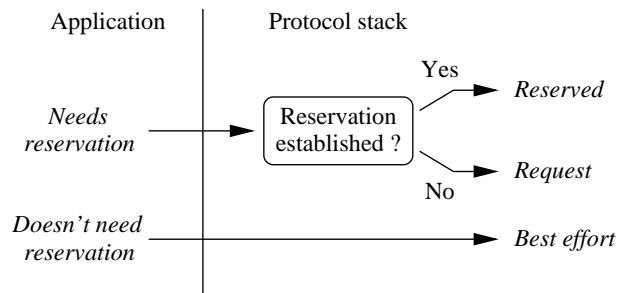 Application
Protocol stack
Yes
Reserved
Needs
reservation
Reservation
established ?
Request
No
Doesn't need
reservation
Best effort